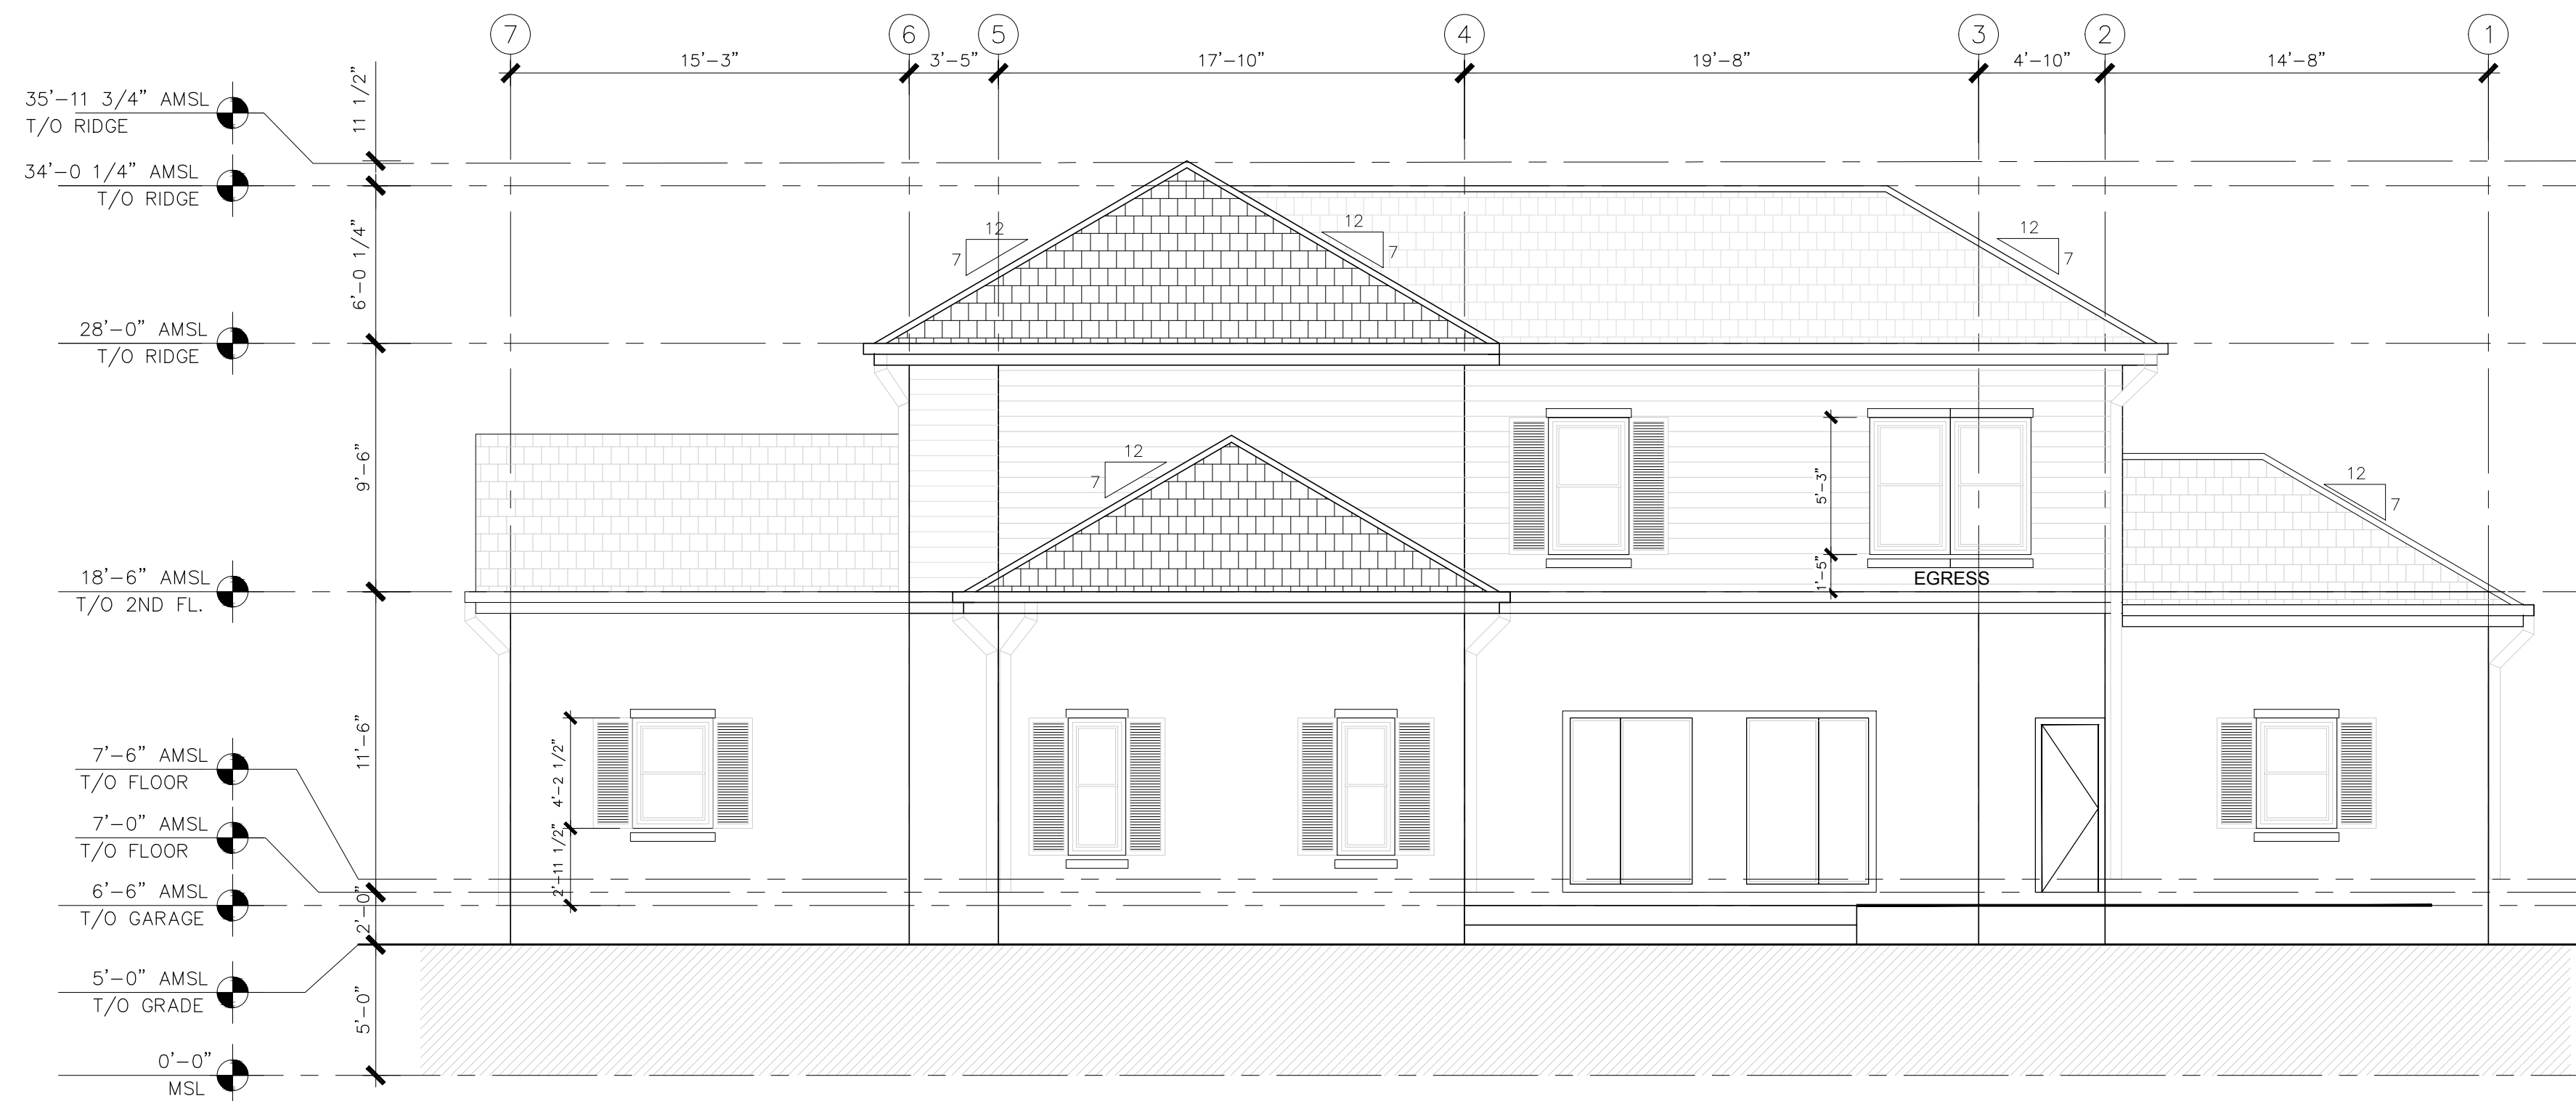 7 6 5 4 3 2 1
15'-3" 3'-5" 17'-10" 19'-8" 4'-10" 14'-8"
11 1/2"
35'-11 3/4" AMSL
T/O RIDGE
34'-0 1/4" AMSL
T/O RIDGE
12
7
12
7
12
7
6'-0 1/4"
28'-0" AMSL
T/O RIDGE
12
7
12
7
9'-6"
5'-3"
1'-5"
EGRESS
18'-6" AMSL
T/O 2ND FL.
11'-6"
4'-2 1/2"
2'-11 1/2"
7'-6" AMSL
T/O FLOOR
7'-0" AMSL
T/O FLOOR
6'-6" AMSL
T/O GARAGE
2'-0"
5'-0" AMSL
T/O GRADE
5'-0"
0'-0"
MSL